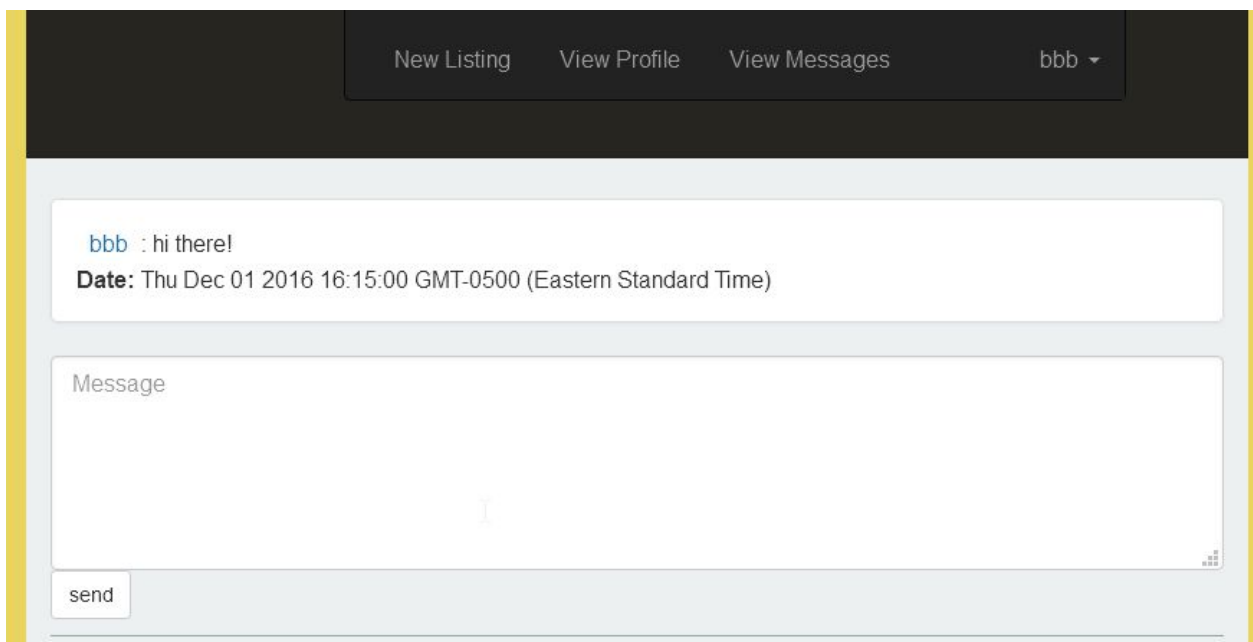 New Listing View Profile View Messages bbb
bbb : hi there!
Date: Thu Dec 01 2016 16:15:00 GMT-0500 (Eastern Standard Time)
Message
send